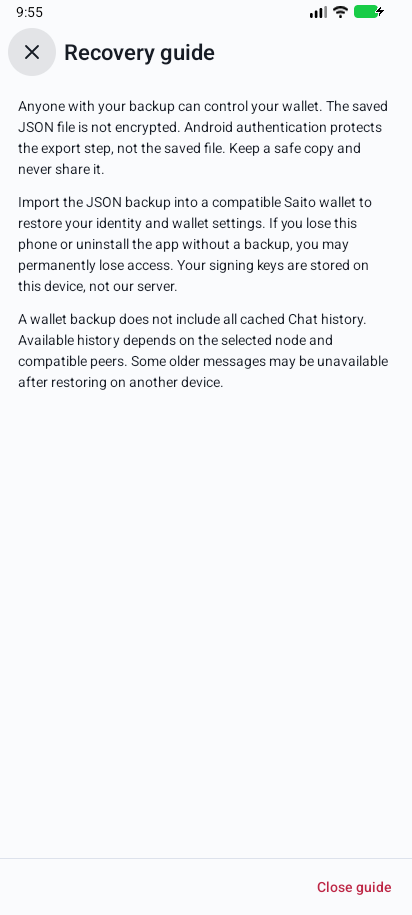 9:55
Recovery guide
Anyone with your backup can control your wallet. The saved
JSON file is not encrypted. Android authentication protects
the export step, not the saved file. Keep a safe copy and
never share it.
Import the JSON backup into a compatible Saito wallet to
restore your identity and wallet settings. If you lose this
phone or uninstall the app without a backup, you may
permanently lose access. Your signing keys are stored on
this device, not our server.
A wallet backup does not include all cached Chat history.
Available history depends on the selected node and
compatible peers. Some older messages may be unavailable
after restoring on another device.
Close guide